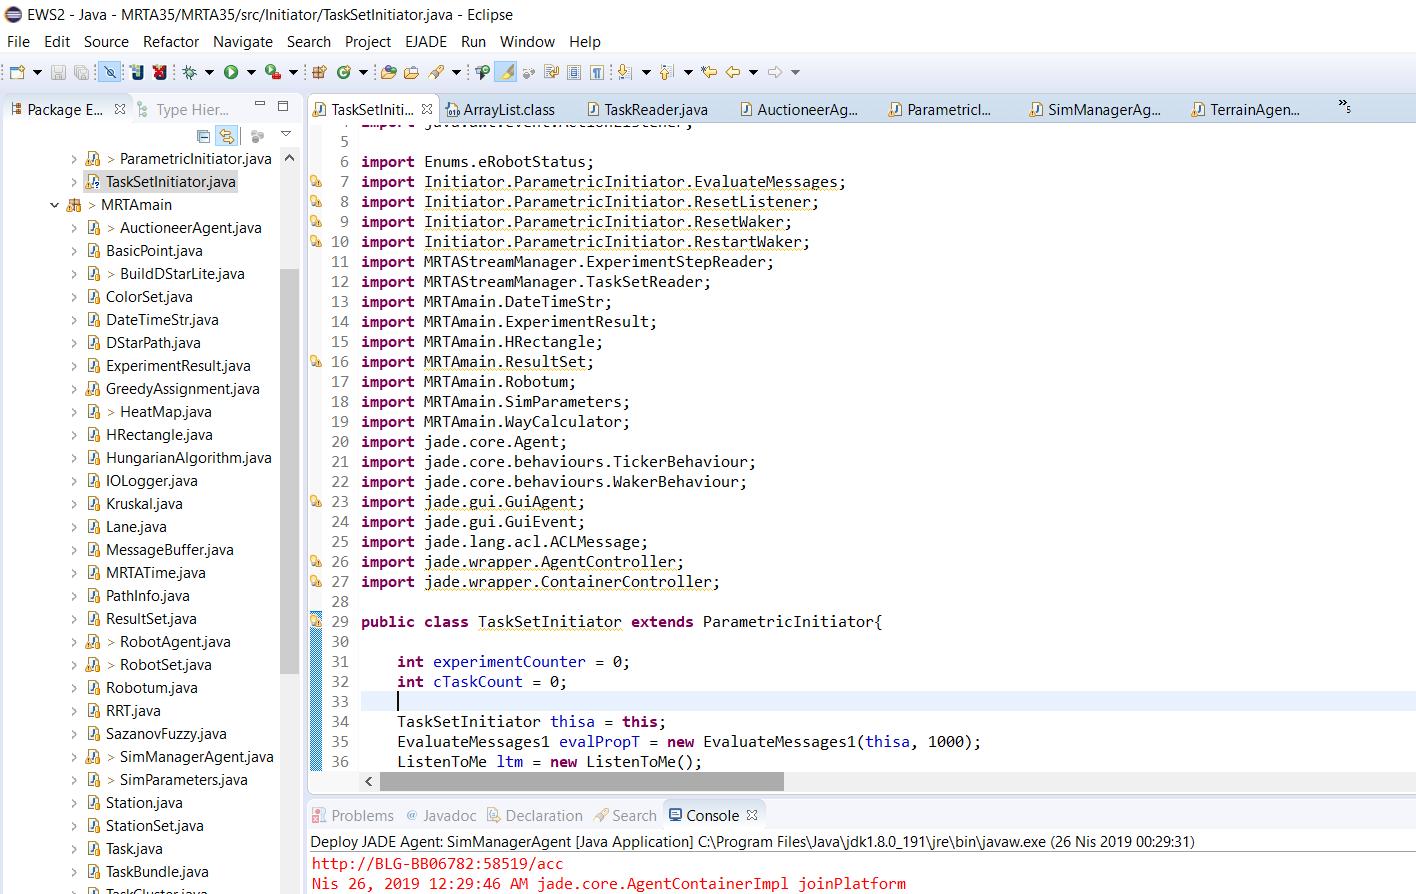 EWS2 - Java - MRTA35/MRTA35/src/Initiator/TaskSetInitiator.java - Eclipse
File Edit Source Refactor Navigate Search Project EJADE Run Window Help
Package E... Type Hier...
> ParametricInitiator.java
TaskSetInitiator.java
> MRTAmain
> AuctioneerAgent.java
BasicPoint.java
> BuildDStarLite.java
ColorSet.java
DateTimeStr.java
DStarPath.java
ExperimentResult.java
GreedyAssignment.java
> HeatMap.java
HRectangle.java
HungarianAlgorithm.java
IOLogger.java
Kruskal.java
Lane.java
MessageBuffer.java
MRTATime.java
PathInfo.java
ResultSet.java
> RobotAgent.java
> RobotSet.java
Robotum.java
RRT.java
SazanovFuzzy.java
> SimManagerAgent.java
> SimParameters.java
Station.java
StationSet.java
Task.java
TaskBundle.java
TaskCluster.java
TaskSetIniti... ArrayList.class TaskReader.java AuctioneerAg... ParametricI... SimManagerAg... TerrainAgen... »5
4 import java.awt.event.ActionListener;
5
6 import Enums.eRobotStatus;
7 import Initiator.ParametricInitiator.EvaluateMessages;
8 import Initiator.ParametricInitiator.ResetListener;
9 import Initiator.ParametricInitiator.ResetWaker;
10 import Initiator.ParametricInitiator.RestartWaker;
11 import MRTAStreamManager.ExperimentStepReader;
12 import MRTAStreamManager.TaskSetReader;
13 import MRTAmain.DateTimeStr;
14 import MRTAmain.ExperimentResult;
15 import MRTAmain.HRectangle;
16 import MRTAmain.ResultSet;
17 import MRTAmain.Robotum;
18 import MRTAmain.SimParameters;
19 import MRTAmain.WayCalculator;
20 import jade.core.Agent;
21 import jade.core.behaviours.TickerBehaviour;
22 import jade.core.behaviours.WakerBehaviour;
23 import jade.gui.GuiAgent;
24 import jade.gui.GuiEvent;
25 import jade.lang.acl.ACLMessage;
26 import jade.wrapper.AgentController;
27 import jade.wrapper.ContainerController;
28
29 public class TaskSetInitiator extends ParametricInitiator{
30
31 int experimentCounter = 0;
32 int cTaskCount = 0;
33
34 TaskSetInitiator thisa = this;
35 EvaluateMessages1 evalPropT = new EvaluateMessages1(thisa, 1000);
36 ListenToMe ltm = new ListenToMe();
Problems @ Javadoc Declaration Search Console
Deploy JADE Agent: SimManagerAgent [Java Application] C:\Program Files\Java\jdk1.8.0_191\jre\bin\javaw.exe (26 Nis 2019 00:29:31)
http://BLG-BB06782:58519/acc
Nis 26, 2019 12:29:46 AM jade.core.AgentContainerImpl joinPlatform